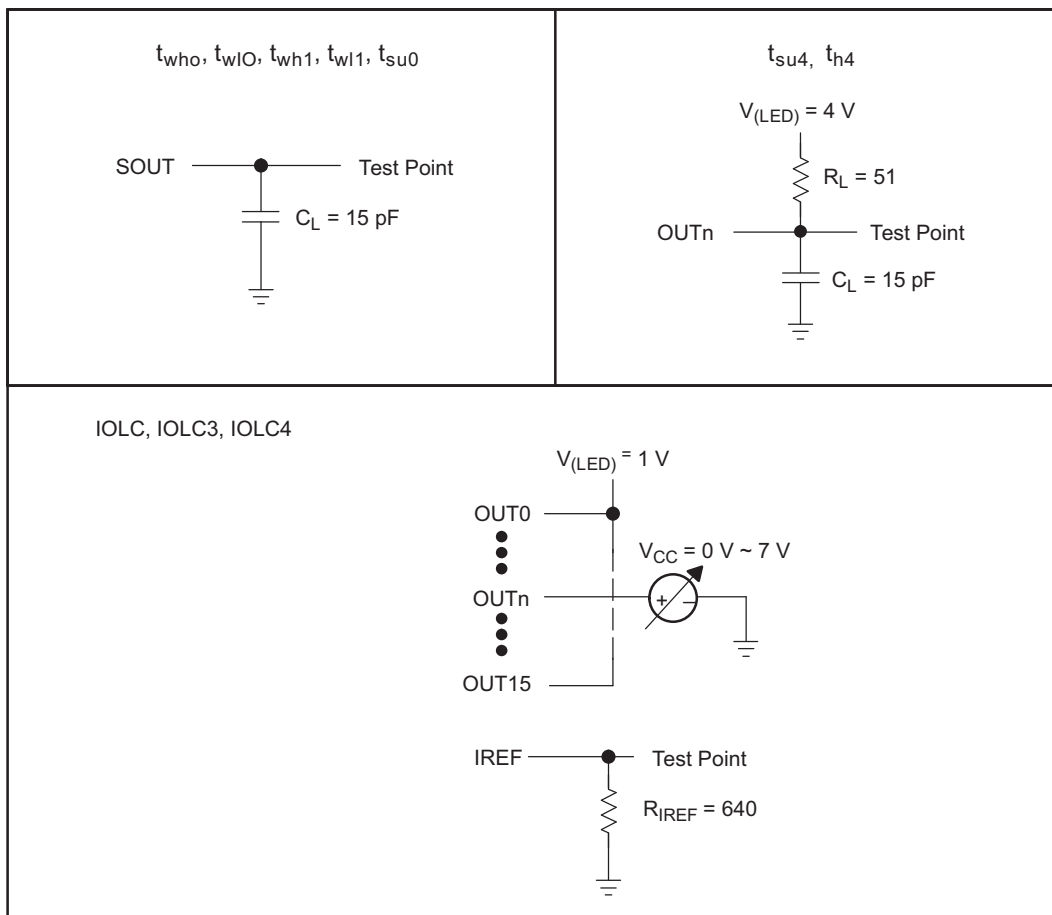 t_who, t_wlO, t_wh1, t_wl1, t_su0
SOUT
Test Point
C_L = 15 pF
t_su4, t_h4
V_(LED) = 4 V
R_L = 51
OUTn
Test Point
C_L = 15 pF
IOLC, IOLC3, IOLC4
V_(LED) = 1 V
OUT0
V_CC = 0 V ~ 7 V
+ −
OUTn
OUT15
IREF
Test Point
R_IREF = 640